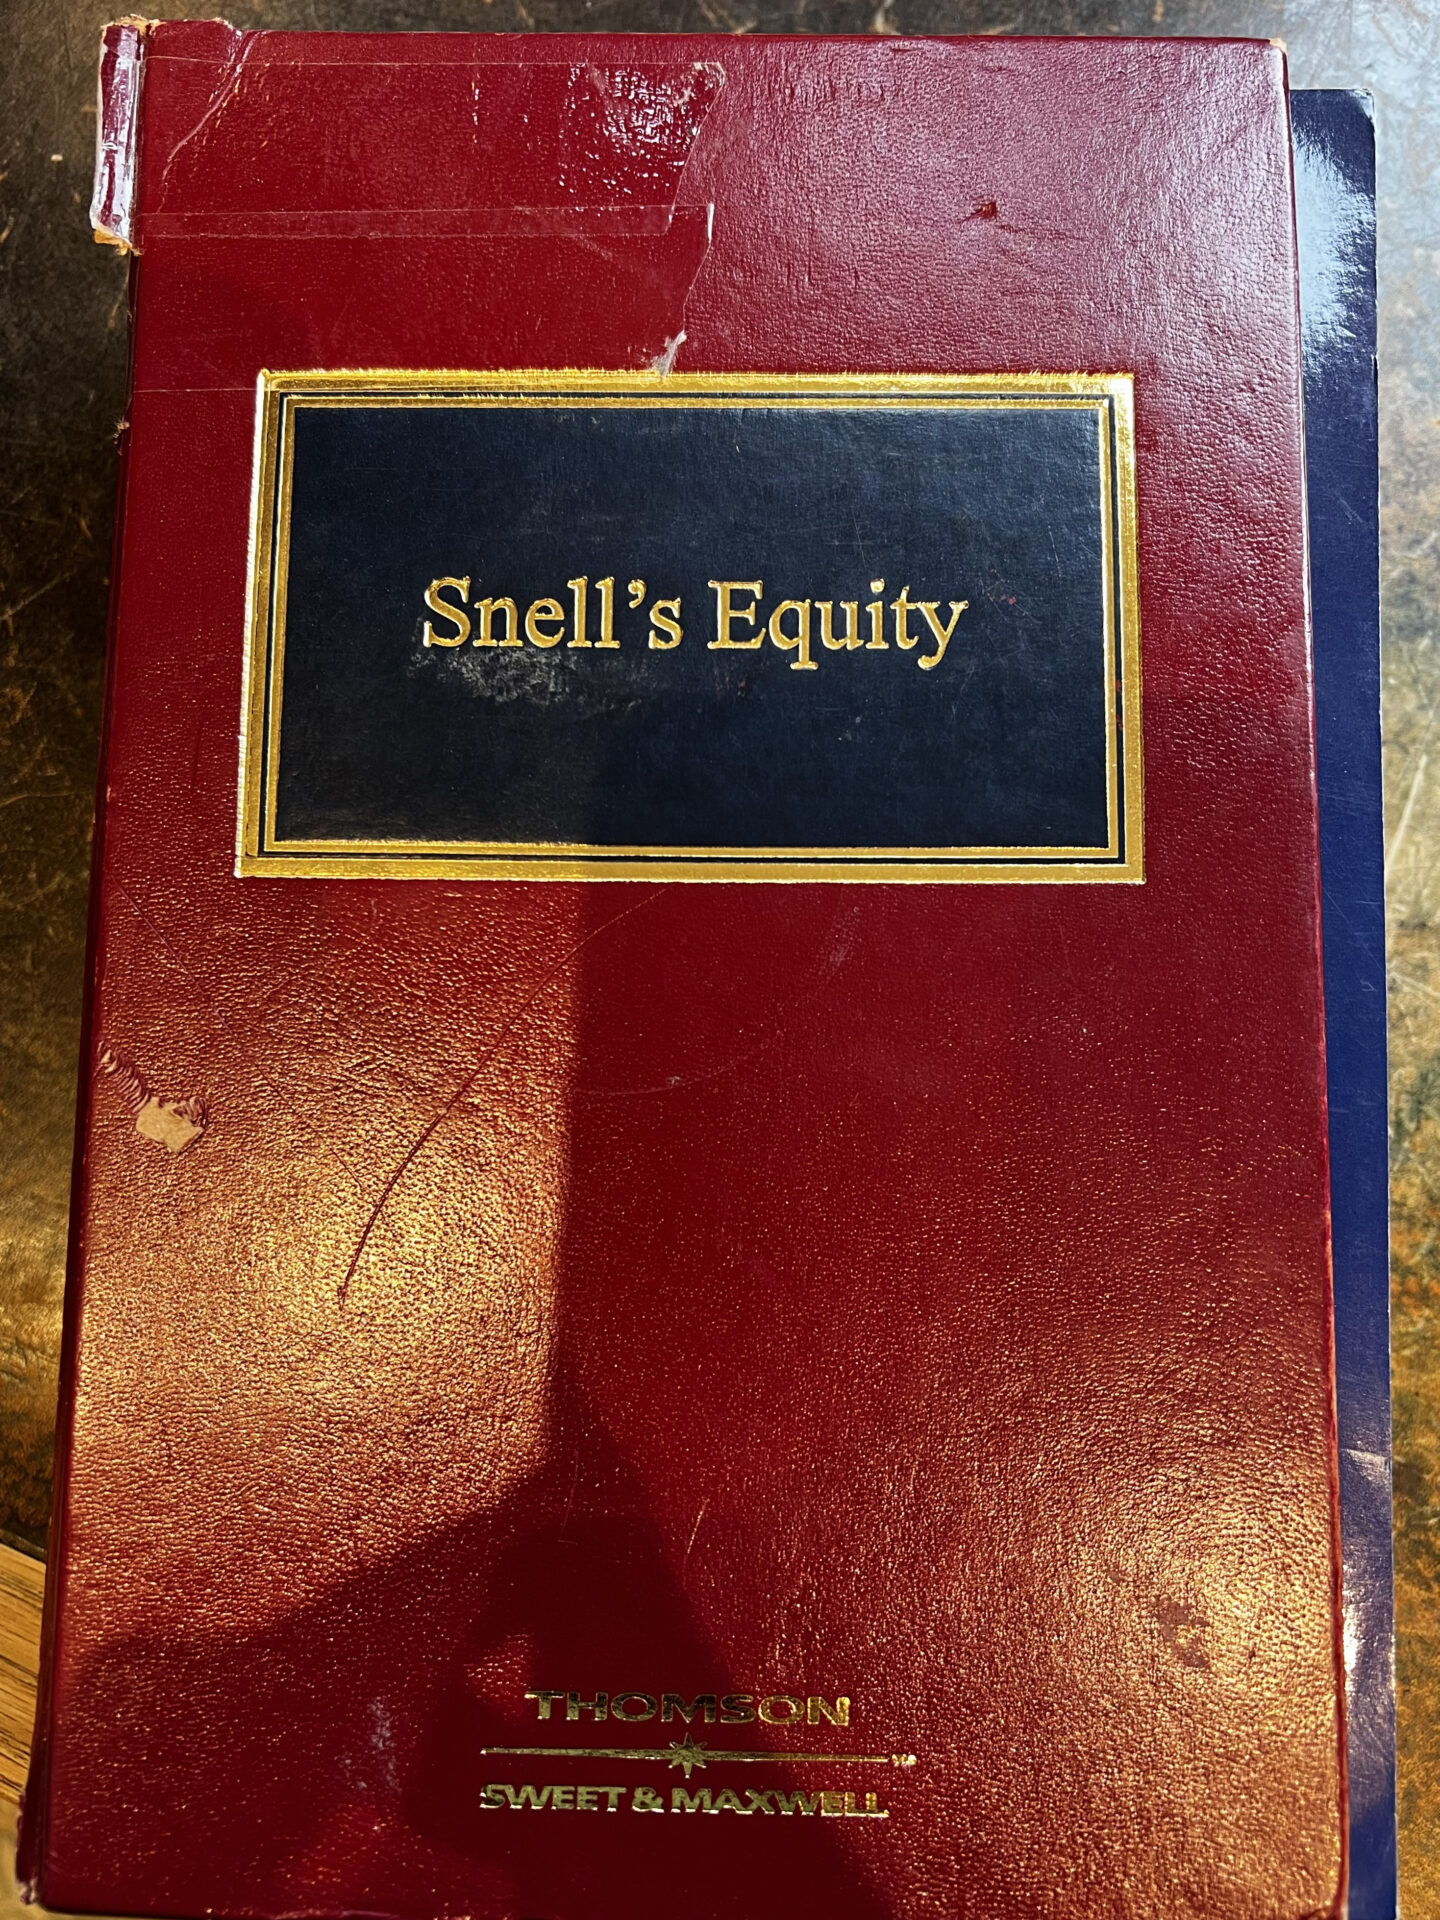 Snell’s Equity
THOMSON
SWEET & MAXWELL